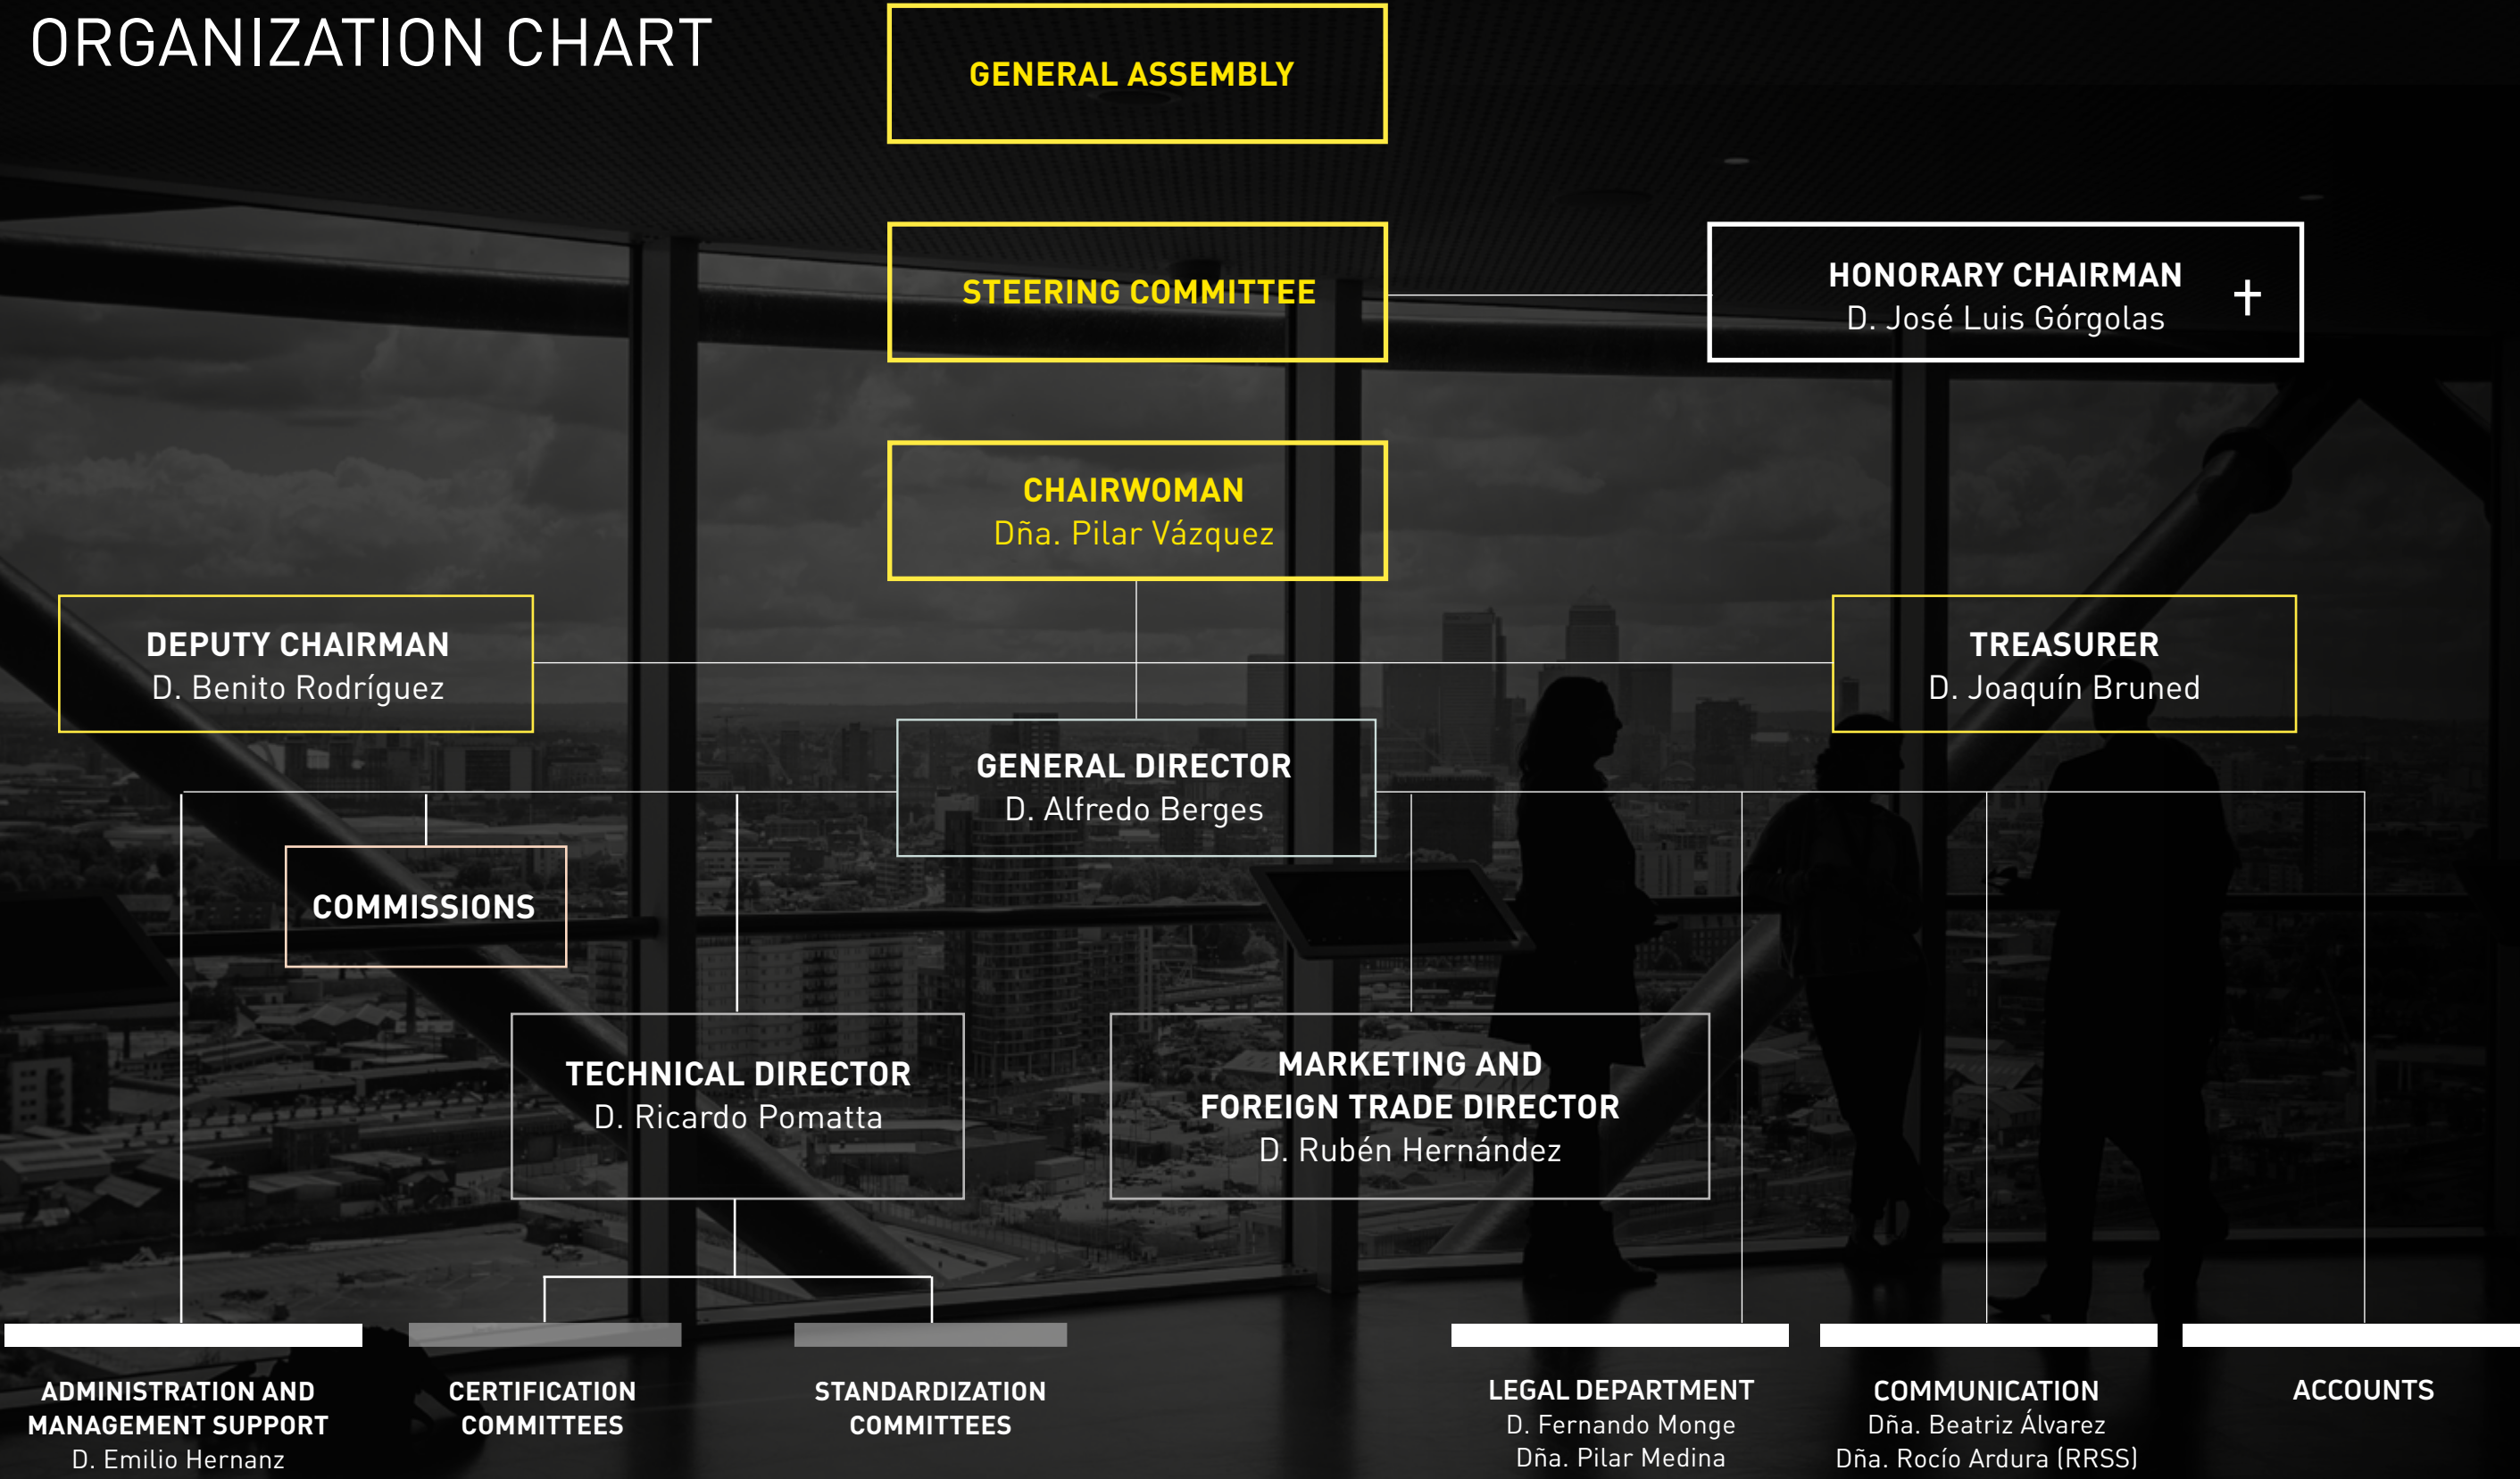 ORGANIZATION CHART
GENERAL ASSEMBLY
STEERING COMMITTEE
HONORARY CHAIRMAN
D. José Luis Górgolas
†
CHAIRWOMAN
Dña. Pilar Vázquez
DEPUTY CHAIRMAN
D. Benito Rodríguez
TREASURER
D. Joaquín Bruned
GENERAL DIRECTOR
D. Alfredo Berges
COMMISSIONS
TECHNICAL DIRECTOR
D. Ricardo Pomatta
MARKETING AND
FOREIGN TRADE DIRECTOR
D. Rubén Hernández
ADMINISTRATION AND
MANAGEMENT SUPPORT
D. Emilio Hernanz
CERTIFICATION
COMMITTEES
STANDARDIZATION
COMMITTEES
LEGAL DEPARTMENT
D. Fernando Monge
Dña. Pilar Medina
COMMUNICATION
Dña. Beatriz Álvarez
Dña. Rocío Ardura (RRSS)
ACCOUNTS